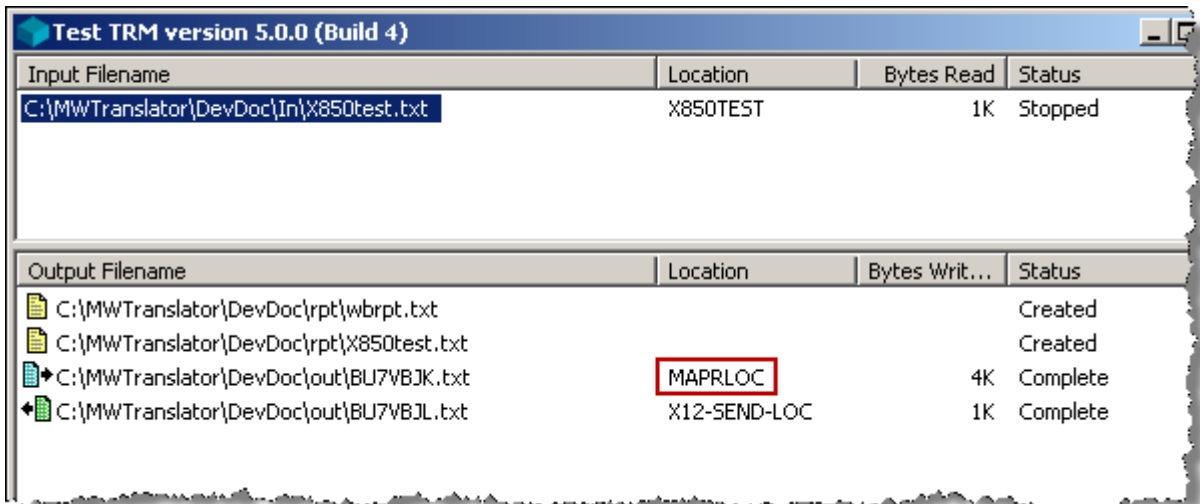 Test TRM version 5.0.0 (Build 4)
Input Filename Location Bytes Read Status
C:\MWTranslator\DevDoc\In\X850test.txt X850TEST 1K Stopped
Output Filename Location Bytes Writ... Status
C:\MWTranslator\DevDoc\rpt\wbrpt.txt Created
C:\MWTranslator\DevDoc\rpt\X850test.txt Created
C:\MWTranslator\DevDoc\out\BU7VBJK.txt MAPRLOC 4K Complete
C:\MWTranslator\DevDoc\out\BU7VBJL.txt X12-SEND-LOC 1K Complete